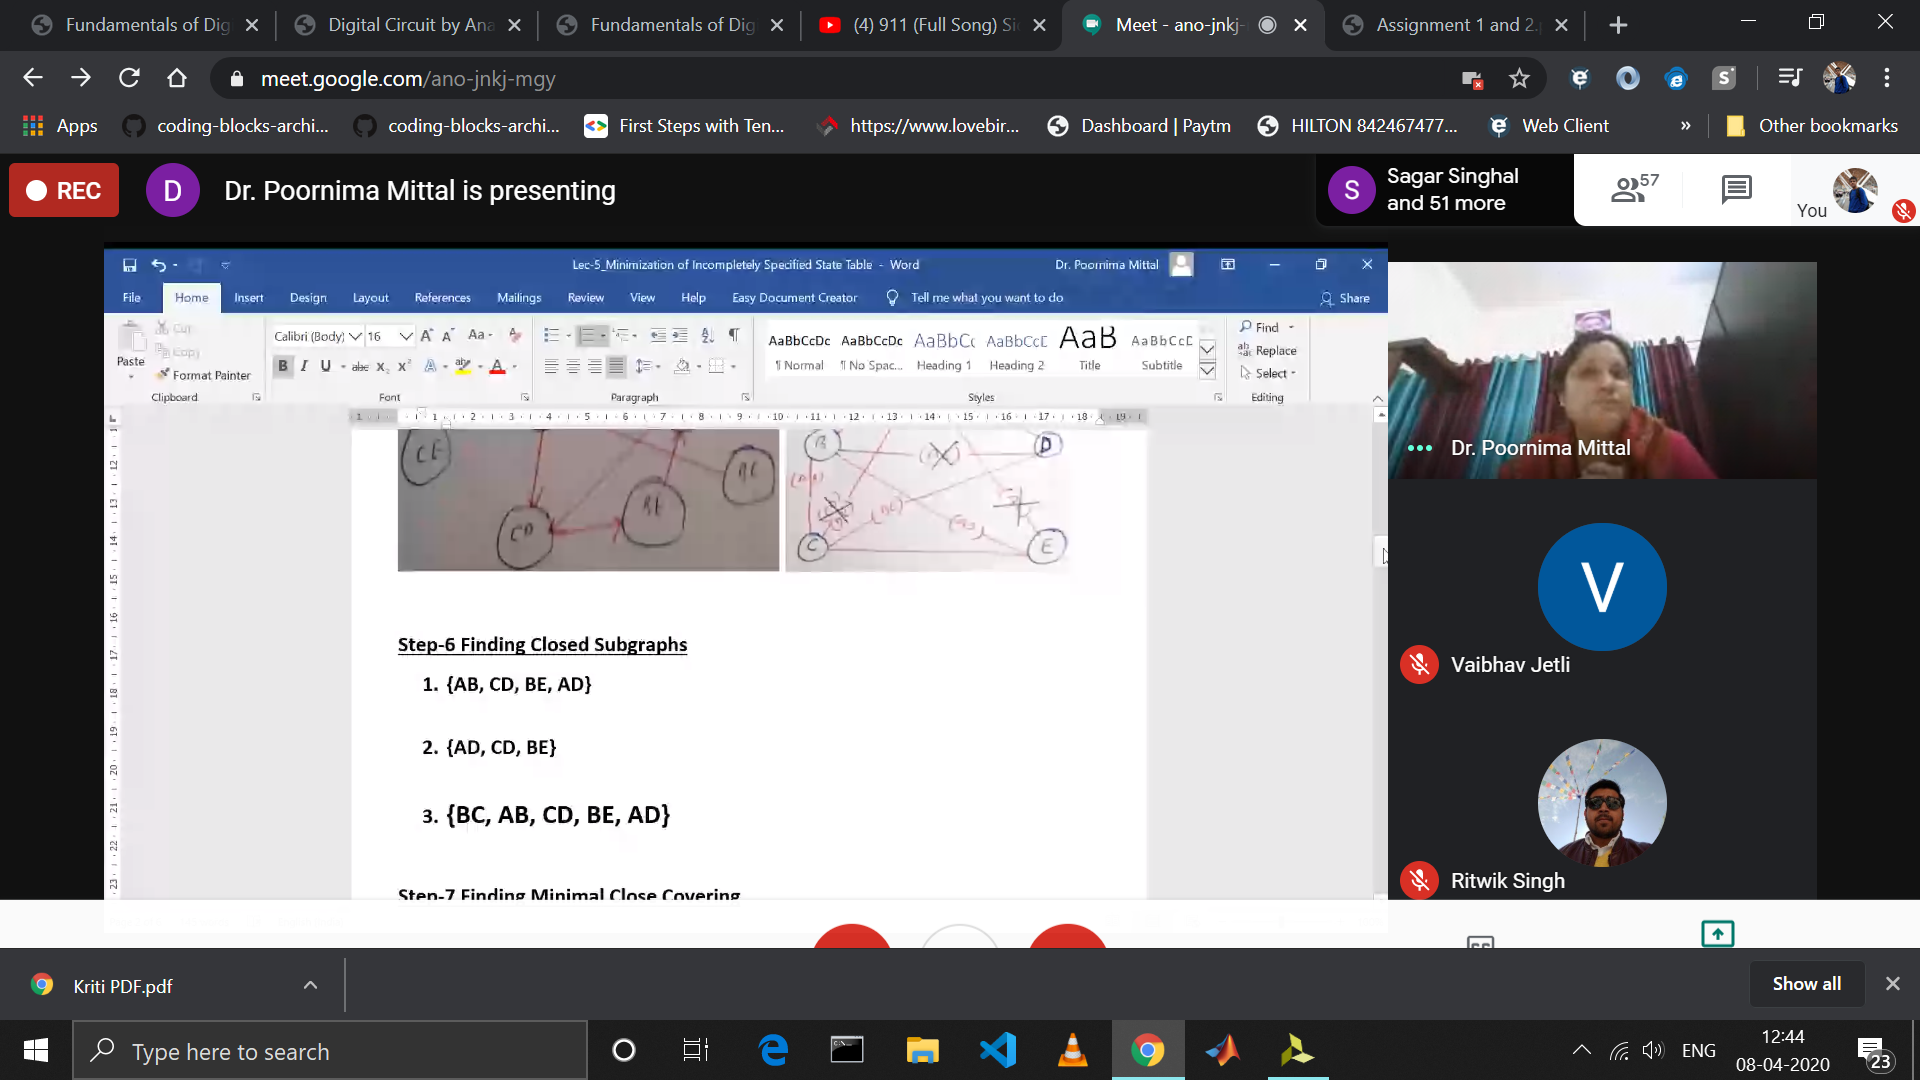 Fundamentals of Dig
Digital Circuit by Ana
Fundamentals of Dig
(4) 911 (Full Song) Si
Meet - ano-jnkj-
Assignment 1 and 2.
meet.google.com/ano-jnkj-mgy
Apps
coding-blocks-archi...
coding-blocks-archi...
First Steps with Ten...
https://www.lovebir...
Dashboard | Paytm
HILTON 842467477...
Web Client
»
Other bookmarks
REC
D
Dr. Poornima Mittal is presenting
S
Sagar Singhal
and 51 more
57
You
Lec-5_Minimization of Incompletely Specified State Table - Word
Dr. Poornima Mittal
File
Home
Insert
Design
Layout
References
Mailings
Review
View
Help
Easy Document Creator
Tell me what you want to do
Share
Paste
Cut
Copy
Format Painter
Clipboard
Calibri (Body)
16
Font
Paragraph
AaBbCcDc
¶ Normal
AaBbCcDc
¶ No Spac...
AaBbCc
Heading 1
AaBbCcD
Heading 2
AaB
Title
AaBbCcD
Subtitle
Styles
Find
Replace
Select
Editing
CD
BE
B
D
C
E
Step-6 Finding Closed Subgraphs
1. {AB, CD, BE, AD}
2. {AD, CD, BE}
3. {BC, AB, CD, BE, AD}
Step-7 Finding Minimal Close Covering
Dr. Poornima Mittal
V
Vaibhav Jetli
Ritwik Singh
Kriti PDF.pdf
Show all
Type here to search
ENG
12:44
08-04-2020
23